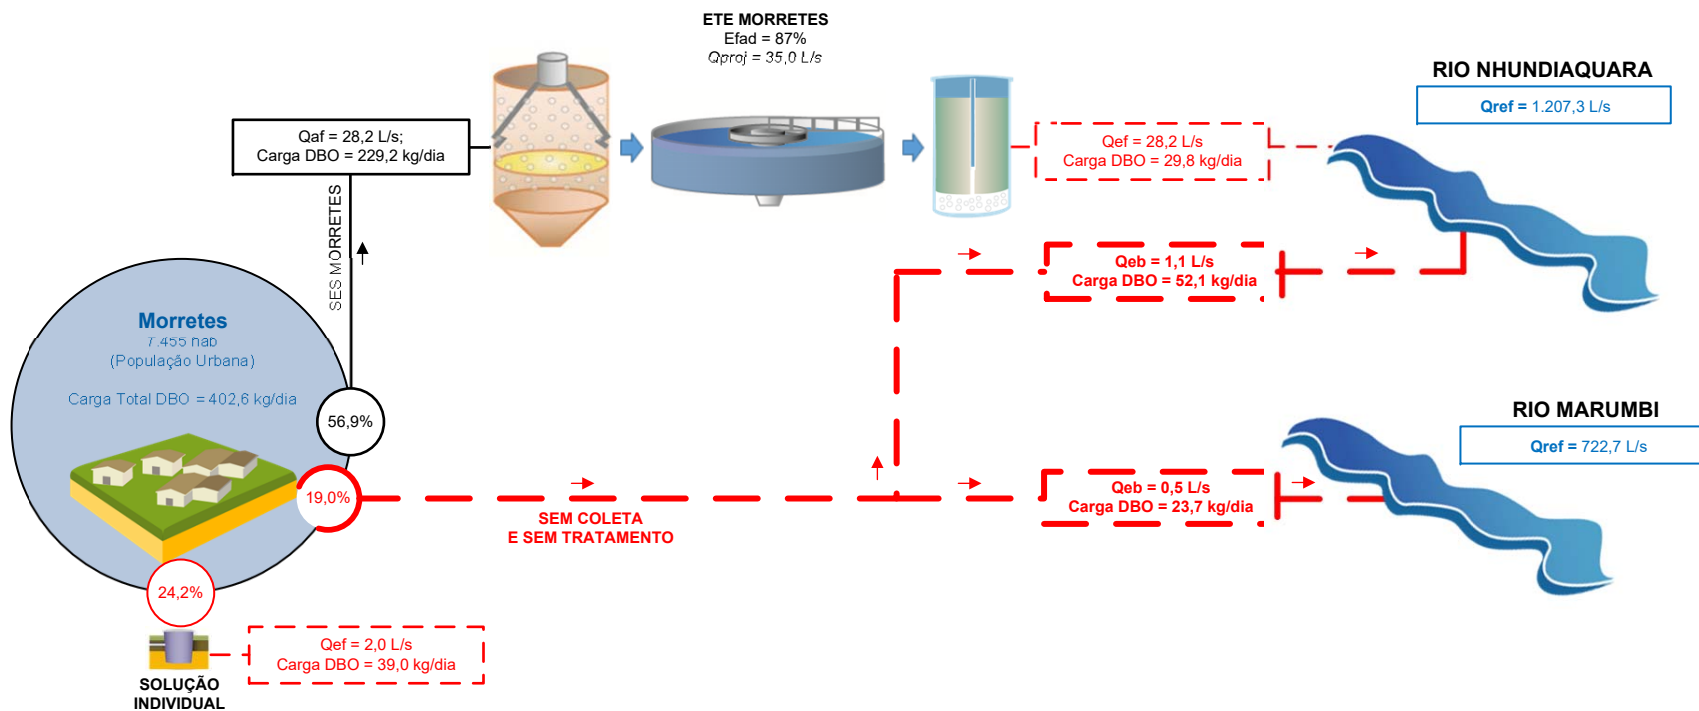 ETE MORRETES
Efad = 87%
Qproj = 35,0 L/s
RIO NHUNDIAQUARA
Qref = 1.207,3 L/s
Qaf = 28,2 L/s;
Carga DBO = 229,2 kg/dia
Qef = 28,2 L/s
Carga DBO = 29,8 kg/dia
SES MORRETES
Qeb = 1,1 L/s
Carga DBO = 52,1 kg/dia
Morretes
7.455 hab
(População Urbana)
Carga Total DBO = 402,6 kg/dia
56,9%
RIO MARUMBI
Qref = 722,7 L/s
19,0%
SEM COLETA
E SEM TRATAMENTO
Qeb = 0,5 L/s
Carga DBO = 23,7 kg/dia
24,2%
Qef = 2,0 L/s
Carga DBO = 39,0 kg/dia
SOLUÇÃO
INDIVIDUAL